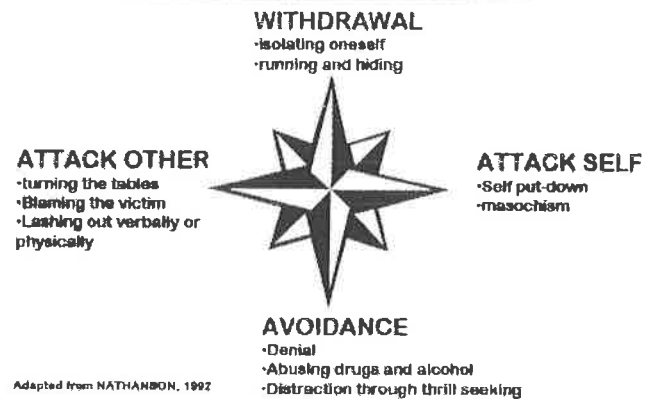 WITHDRAWAL
•isolating oneself
•running and hiding
ATTACK OTHER
•turning the tables
•Blaming the victim
•Lashing out verbally or
physically
ATTACK SELF
•Self put-down
•masochism
AVOIDANCE
•Denial
•Abusing drugs and alcohol
•Distraction through thrill seeking
Adapted from NATHANSON, 1992